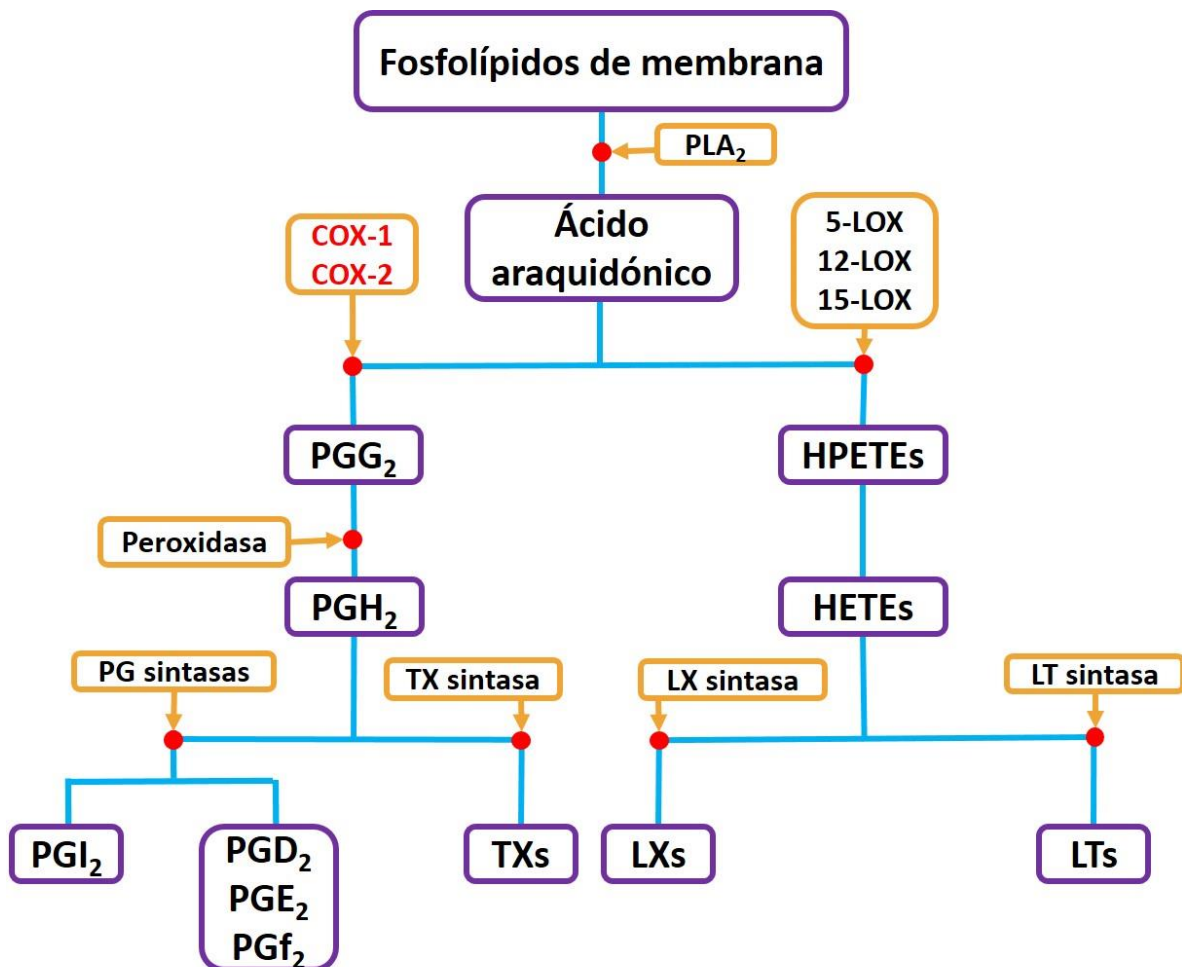 Fosfolípidos de membrana
PLA₂
Ácido
araquidónico
COX-1
COX-2
5-LOX
12-LOX
15-LOX
PGG₂
HPETEs
Peroxidasa
PGH₂
HETEs
PG sintasas
TX sintasa
LX sintasa
LT sintasa
PGI₂
PGD₂
PGE₂
PGf₂
TXs
LXs
LTs